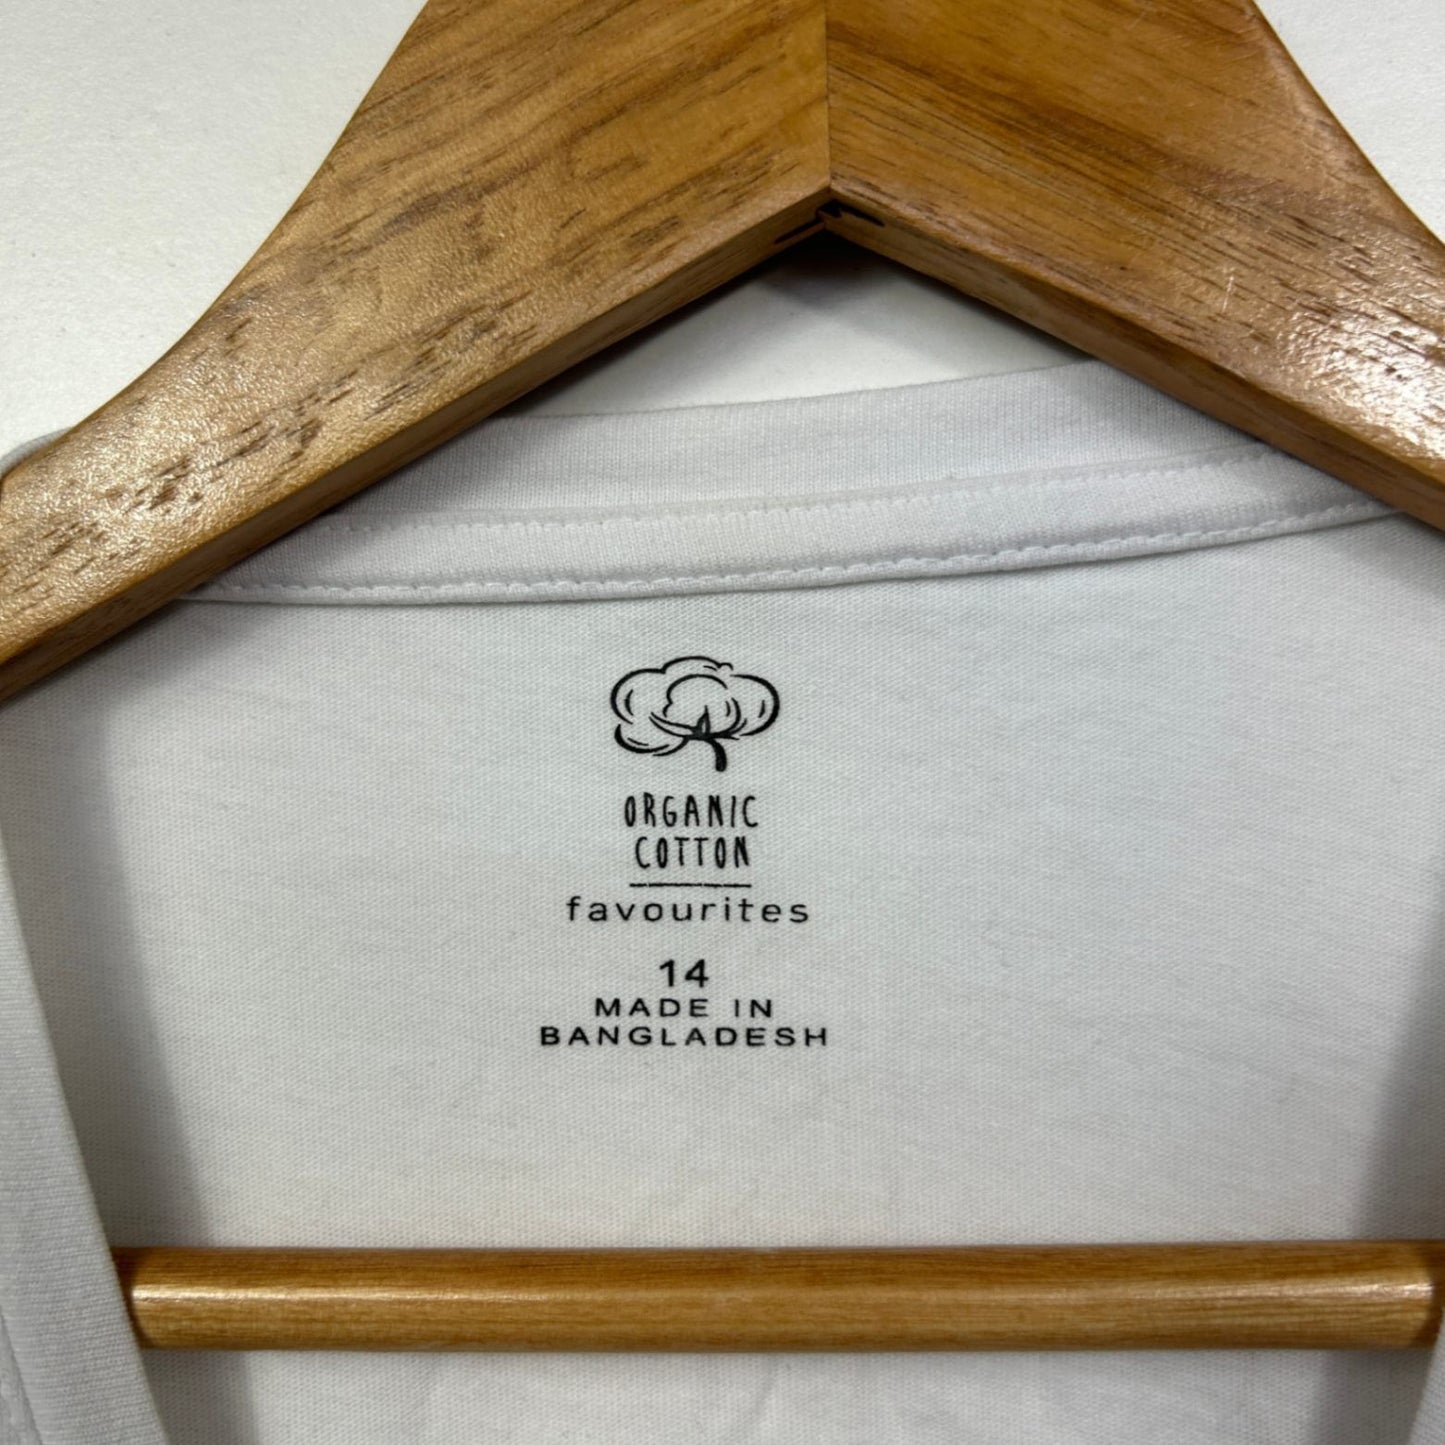 ORGANIC
COTTON
favourites
14
MADE IN
BANGLADESH